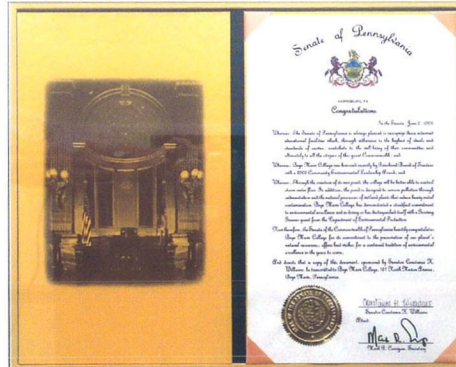 Senate of Pennsylvania
HARRISBURG, PA
Congratulations
In the Senate, June 2, 2003
Whereas, The Senate of Pennsylvania is always pleased to recognize those esteemed
educational facilities which, through adherence to the highest of ideals and
standards of service, contribute to the well-being of their communities and
ultimately to all the citizens of this great Commonwealth; and
Whereas, Bryn Mawr College was honored recently by
with a 2003 Community Environmental Leadership Award; and
Whereas, Through the creation of its new pond, the college will be better able to control
storm water flow. In addition, the pond is designed to remove pollution through
sedimentation and the natural processes of wetland plants that reduce heavy metal
contamination. Bryn Mawr College has demonstrated a steadfast commitment
to environmental excellence and in doing so has distinguished itself with a Growing
Greener grant from the Department of Environmental Protection.
Now therefore, the Senate of the Commonwealth of Pennsylvania heartily congratulates
Bryn Mawr College for its commitment to the preservation of our planet's
natural resources; offers best wishes for a continued tradition of environmental
excellence in the years to come;
And directs that a copy of this document, sponsored by Senator Constance H.
Williams, be transmitted to Bryn Mawr College, 101 North Merion Avenue,
Bryn Mawr, Pennsylvania.
Constance H. Williams
Senator Constance H. Williams
Attest:
Mark R. Corrigan, Secretary